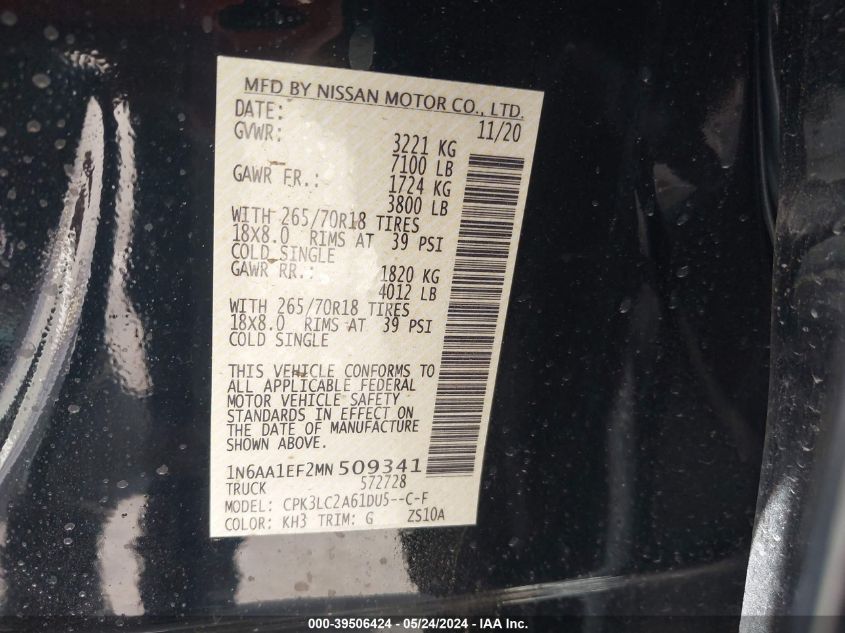 MFD BY NISSAN MOTOR CO., LTD.
DATE: 11/20
GVWR: 3221 KG
7100 LB
GAWR FR.: 1724 KG
3800 LB
WITH 265/70R18 TIRES
18X8.0 RIMS AT 39 PSI
COLD SINGLE
GAWR RR.: 1820 KG
4012 LB
WITH 265/70R18 TIRES
18X8.0 RIMS AT 39 PSI
COLD SINGLE
THIS VEHICLE CONFORMS TO
ALL APPLICABLE FEDERAL
MOTOR VEHICLE SAFETY
STANDARDS IN EFFECT ON
THE DATE OF MANUFACTURE
SHOWN ABOVE.
1N6AA1EF2MN509341
TRUCK 572728
MODEL: CPK3LC2A61DU5--C-F
COLOR: KH3 TRIM: G ZS10A
000-39506424 - 05/24/2024 - IAA Inc.